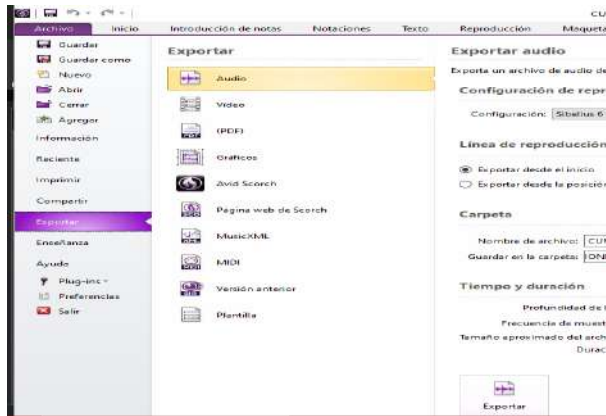 CU
Archivo Inicio Introducción de notas Notaciones Texto Reproducción Maqueta
Guardar
Guardar como
Nuevo
Abrir
Cerrar
Agregar
Información
Reciente
Imprimir
Compartir
Exportar
Enseñanza
Ayuda
Plug-ins
Preferencias
Salir
Exportar
Audio
Vídeo
(PDF)
Gráficos
Avid Scorch
Página web de Scorch
MusicXML
MIDI
Versión anterior
Plantilla
Exportar audio
Exporta un archivo de audio de
Configuración de repr
Configuración: Sibelius 6
Línea de reproducción
Exportar desde el inicio
Exportar desde la posición
Carpeta
Nombre de archivo: CU
Guardar en la carpeta:
Tiempo y duración
Profundidad de
Frecuencia de muest
Tamaño aproximado del arch
Durac
Exportar